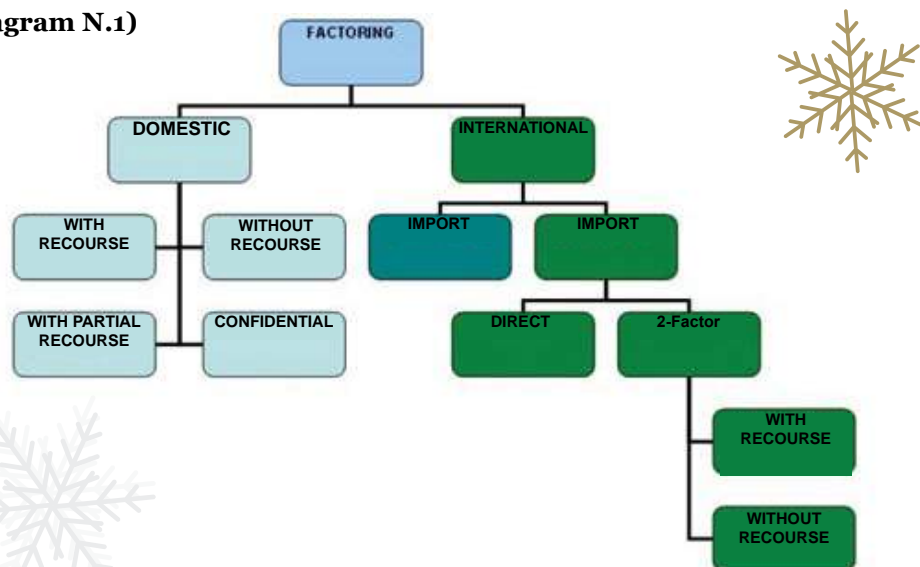 agram N.1)
FACTORING
DOMESTIC
INTERNATIONAL
WITH
RECOURSE
WITHOUT
RECOURSE
IMPORT
IMPORT
WITH PARTIAL
RECOURSE
CONFIDENTIAL
DIRECT
2-Factor
WITH
RECOURSE
WITHOUT
RECOURSE